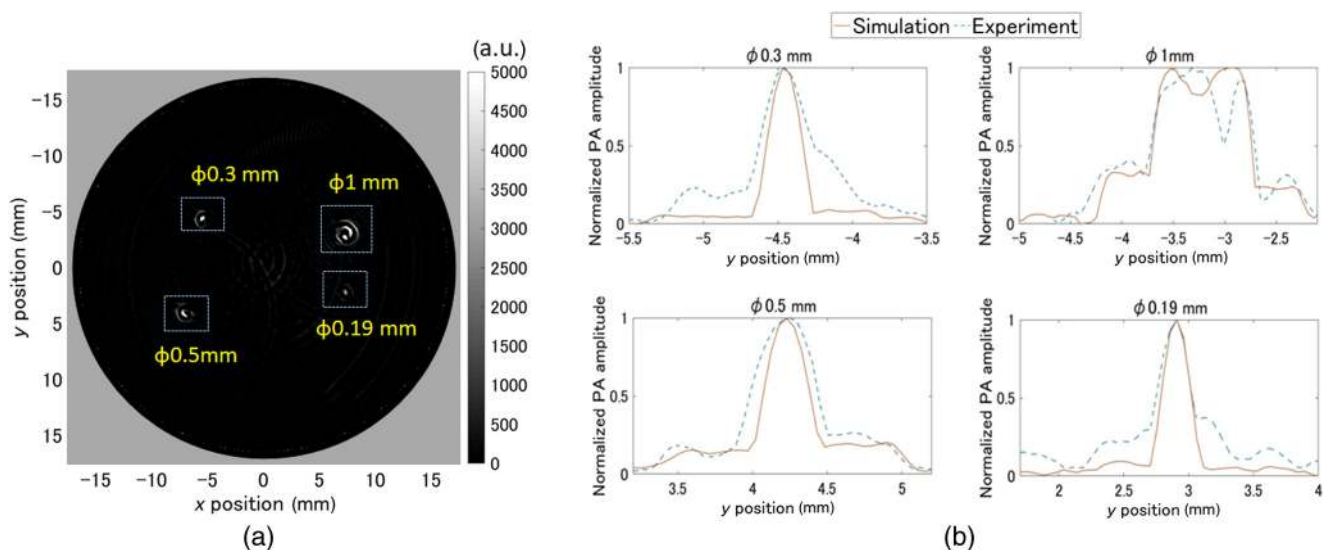 (a.u.)
5000
4500
4000
3500
3000
2500
2000
1500
1000
500
0
-15
-10
-5
0
5
10
15
y position (mm)
ϕ0.3 mm
ϕ1 mm
ϕ0.19 mm
ϕ0.5mm
-15 -10 -5 0 5 10 15
x position (mm)
(a)
Simulation Experiment
ϕ0.3 mm
Normalized PA amplitude
1
0.5
0
-5.5 -5 -4.5 -4 -3.5
y position (mm)
ϕ1mm
Normalized PA amplitude
1
0.5
0
-5 -4.5 -4 -3.5 -3 -2.5
y position (mm)
ϕ0.5 mm
Normalized PA amplitude
1
0.5
0
3.5 4 4.5 5
y position (mm)
ϕ0.19 mm
Normalized PA amplitude
1
0.5
0
2 2.5 3 3.5 4
y position (mm)
(b)